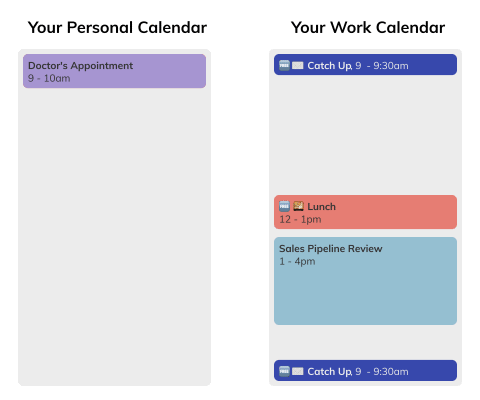 Your Personal Calendar
Doctor's Appointment
9 - 10am
Your Work Calendar
🆓 ✉️ Catch Up, 9 - 9:30am
🆓 🍱 Lunch
12 - 1pm
Sales Pipeline Review
1 - 4pm
🆓 ✉️ Catch Up, 9 - 9:30am